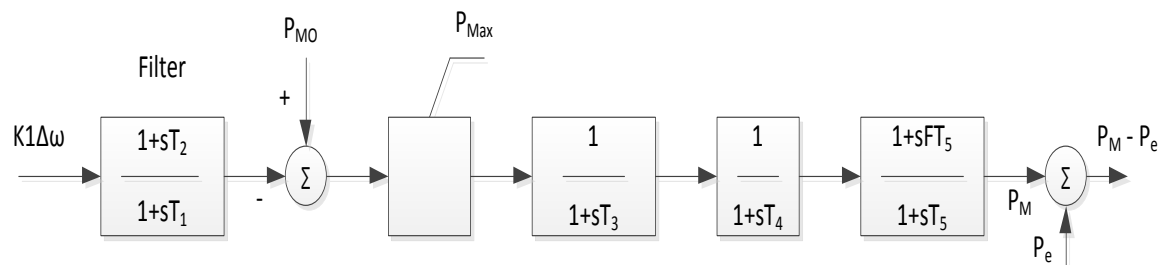 P_MO
P_Max
Filter
K1Δω
1+sT_2
1+sT_1
+
-
Σ
1
1+sT_3
1
1+sT_4
1+sFT_5
1+sT_5
P_M
Σ
P_M - P_e
P_e